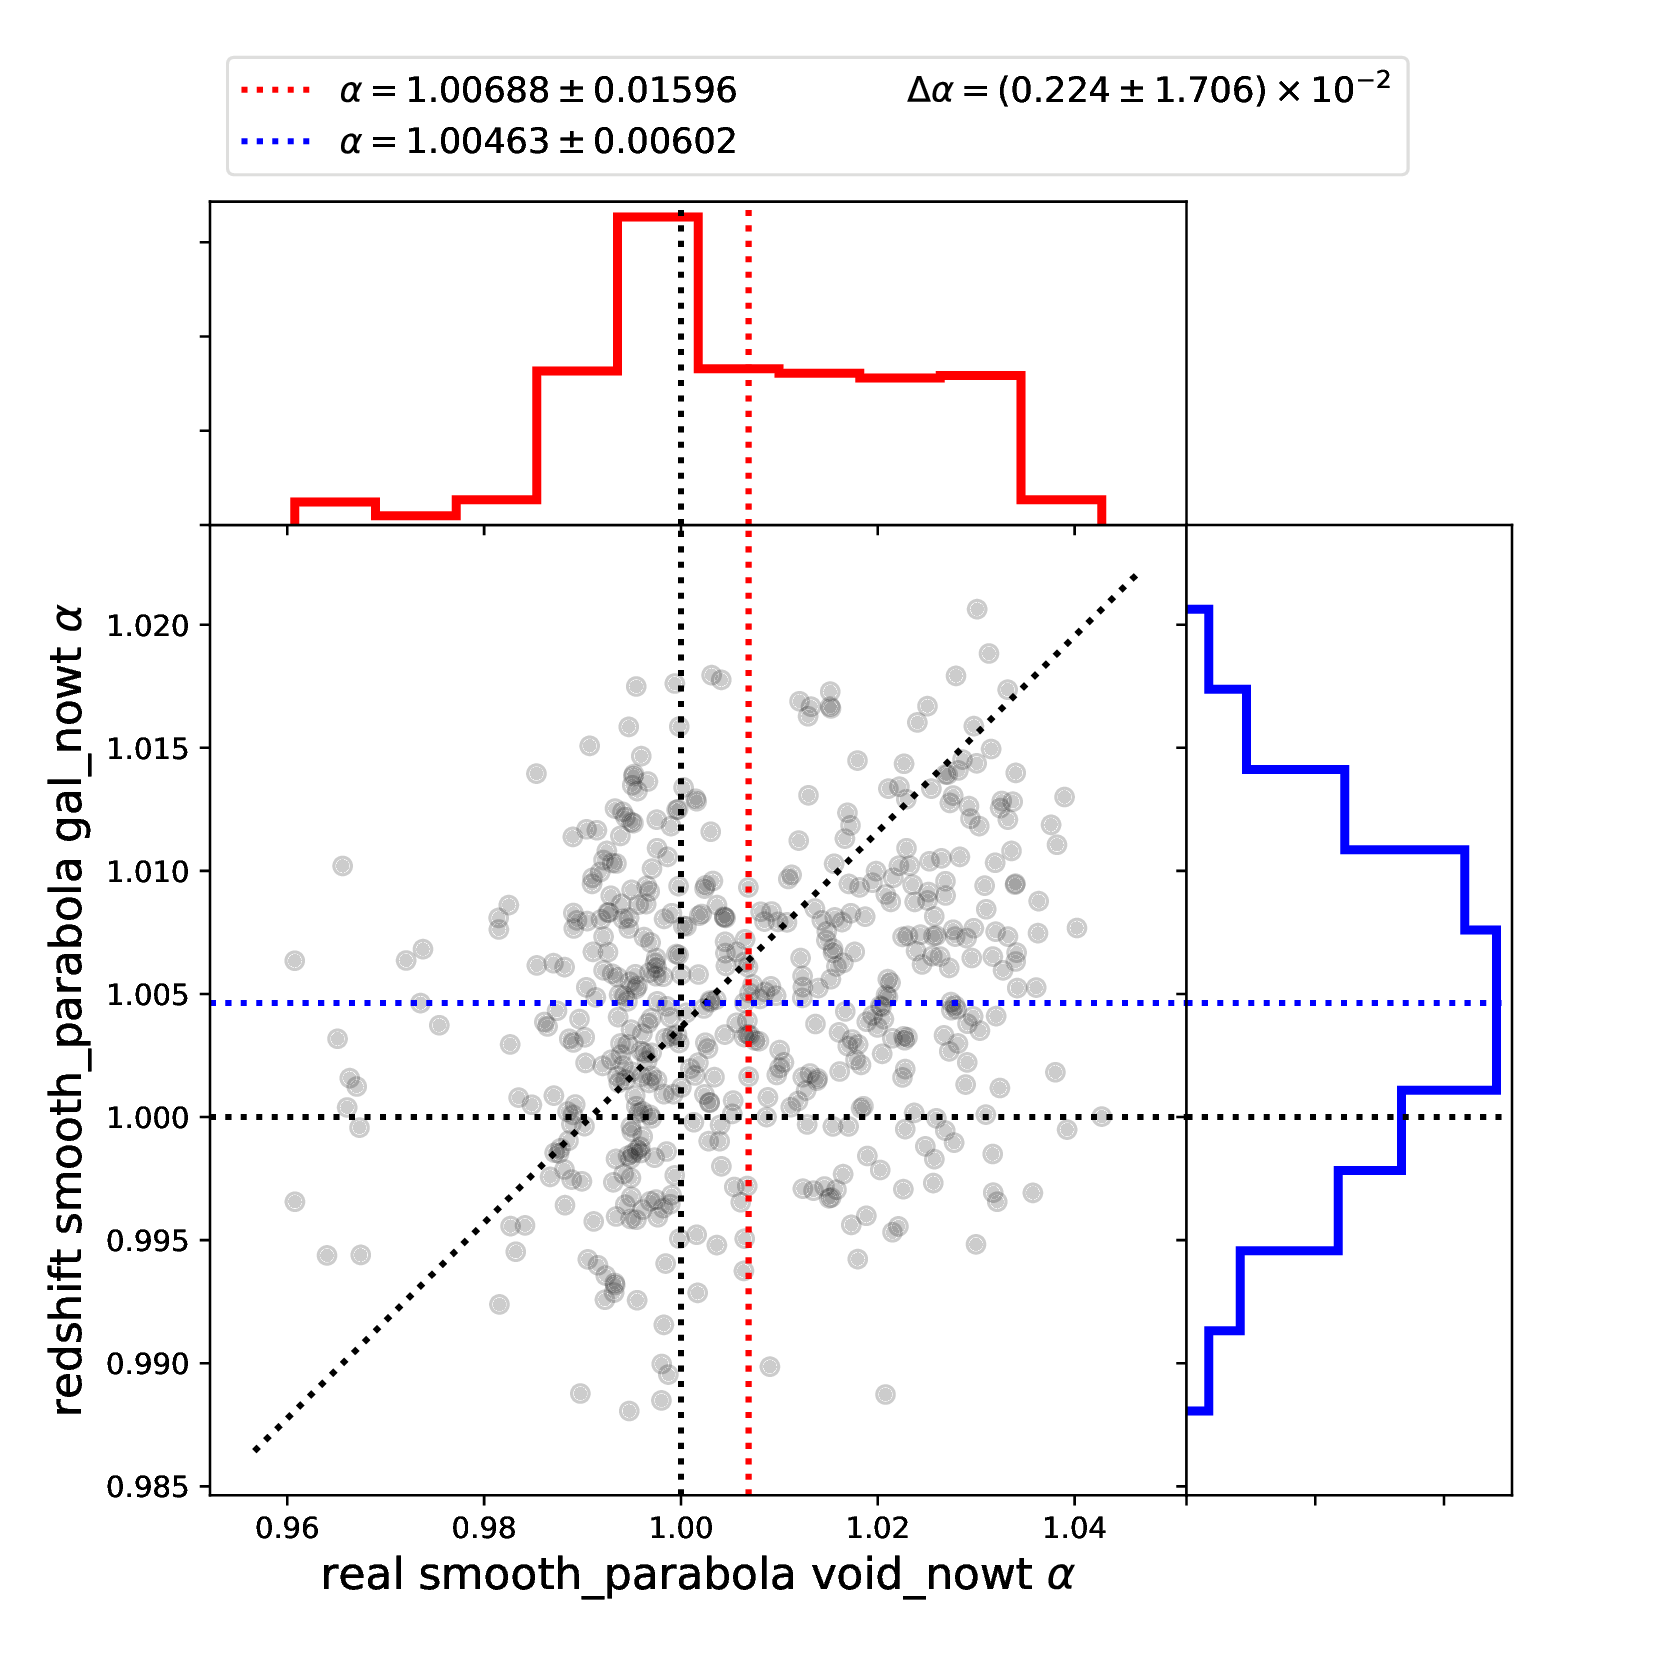 α = 1.00688 ± 0.01596 Δα = (0.224 ± 1.706) × 10⁻²
α = 1.00463 ± 0.00602
1.020
1.015
1.010
1.005
1.000
0.995
0.990
0.985
redshift smooth_parabola gal_nowt α
0.96 0.98 1.00 1.02 1.04
real smooth_parabola void_nowt α